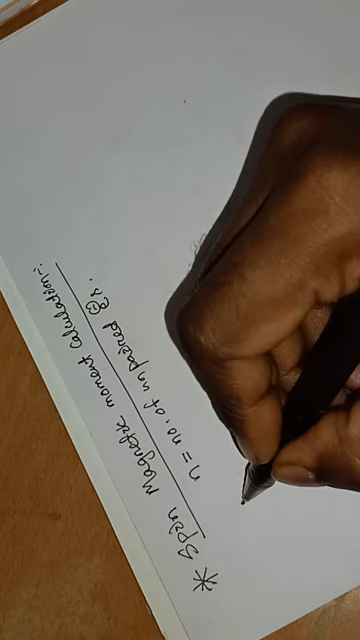 * Spin Magnetic moment Calculation:-
n = no. of unpaired e⊖s.